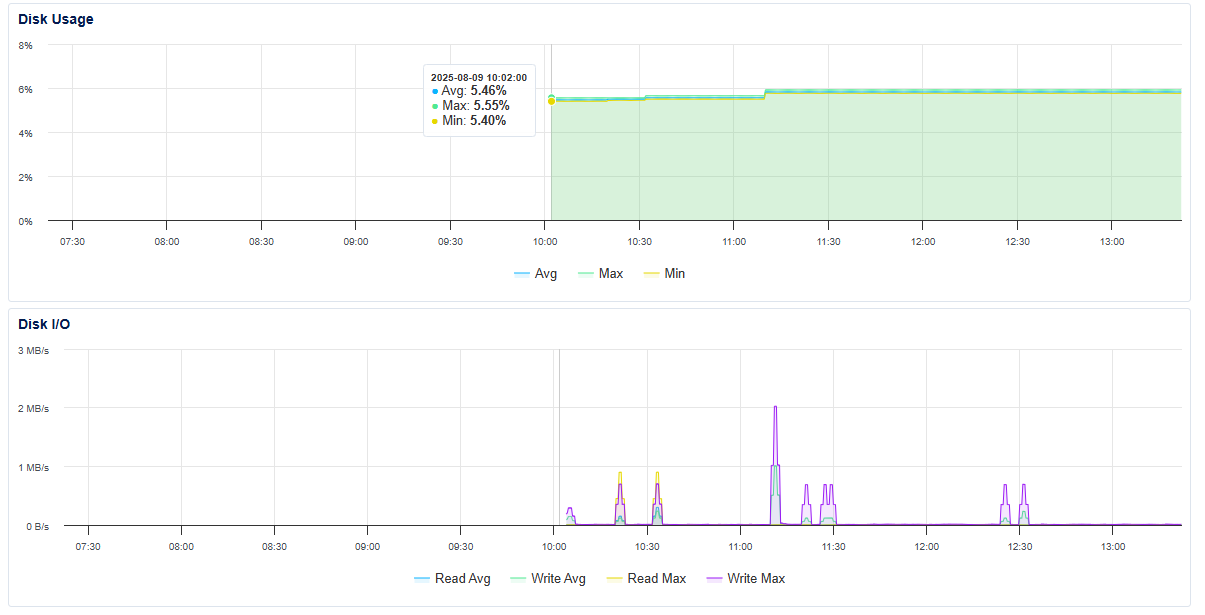 Disk Usage
8%
6%
4%
2%
0%
2025-08-09 10:02:00
Avg: 5.46%
Max: 5.55%
Min: 5.40%
07:30 08:00 08:30 09:00 09:30 10:00 10:30 11:00 11:30 12:00 12:30 13:00
Avg Max Min
Disk I/O
3 MB/s
2 MB/s
1 MB/s
0 B/s
07:30 08:00 08:30 09:00 09:30 10:00 10:30 11:00 11:30 12:00 12:30 13:00
Read Avg Write Avg Read Max Write Max